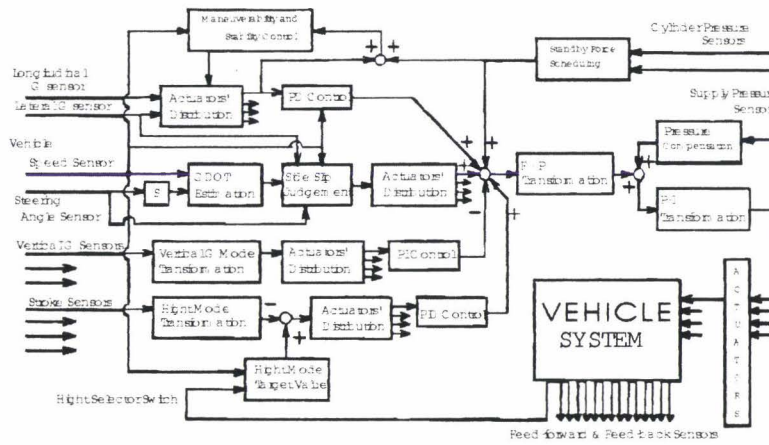 Maneuverability and
Stability Control
Cylinder Pressure
Sensors
Standby Force
Scheduling
Longitudinal
G sensor
Lateral G sensor
Actuators'
Distribution
PD Control
Supply Pressure
Sensor
Pressure
Compensation
Vehicle
Speed Sensor
Steering
Angle Sensor
S
SDOT
Estimation
Side Slip
Judgement
Actuators'
Distribution
Transformation
PI
Transformation
Vertical G Sensors
Vertical G Mode
Transformation
Actuators'
Distribution
PI Control
Stroke Sensors
Hight Mode
Transformation
Actuators'
Distribution
PD Control
VEHICLE
SYSTEM
ACTUATORS
Hight Mode
Target Value
Hight Selector Swich
Feed-forward & Feed-back Sensors